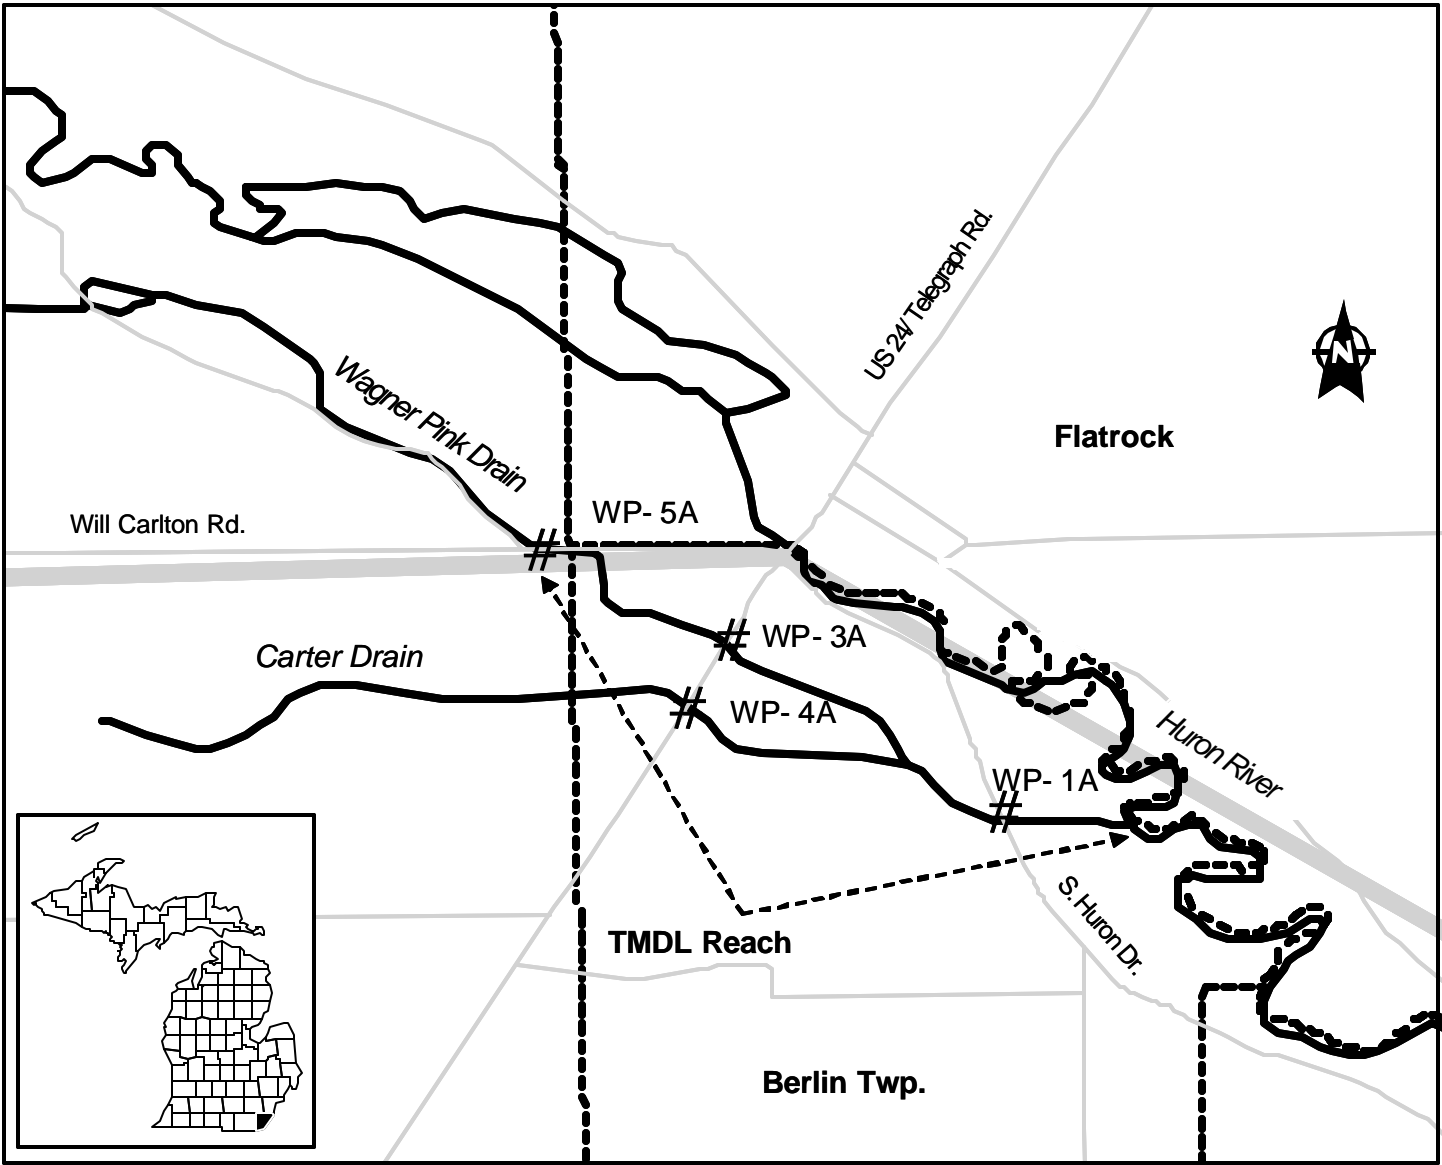 US 24/ Telegraph Rd.
N
Wagner Pink Drain
Flatrock
WP- 5A
Will Carlton Rd.
WP- 3A
Carter Drain
WP- 4A
Huron River
WP- 1A
S. Huron Dr.
TMDL Reach
Berlin Twp.